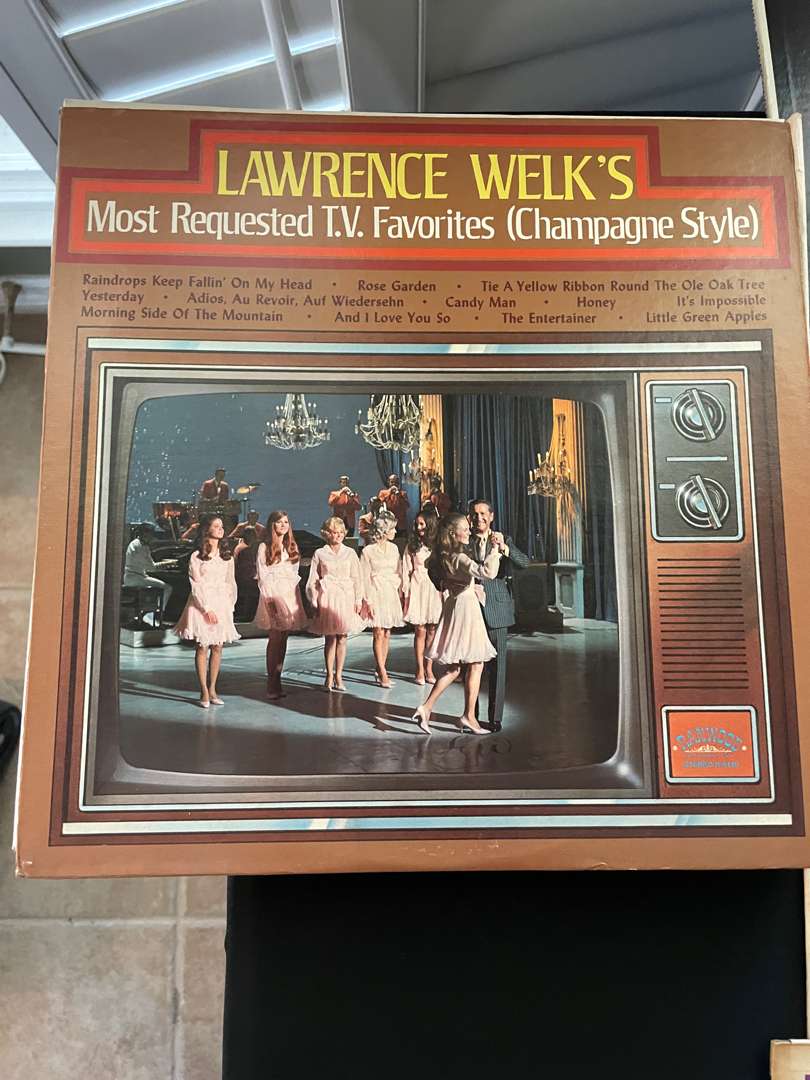 LAWRENCE WELK'S
Most Requested T.V. Favorites (Champagne Style)
Raindrops Keep Fallin' On My Head • Rose Garden • Tie A Yellow Ribbon Round The Ole Oak Tree
Yesterday • Adios, Au Revoir, Auf Wiedersehn • Candy Man • Honey It's Impossible
Morning Side Of The Mountain • And I Love You So • The Entertainer • Little Green Apples
RANWOOD